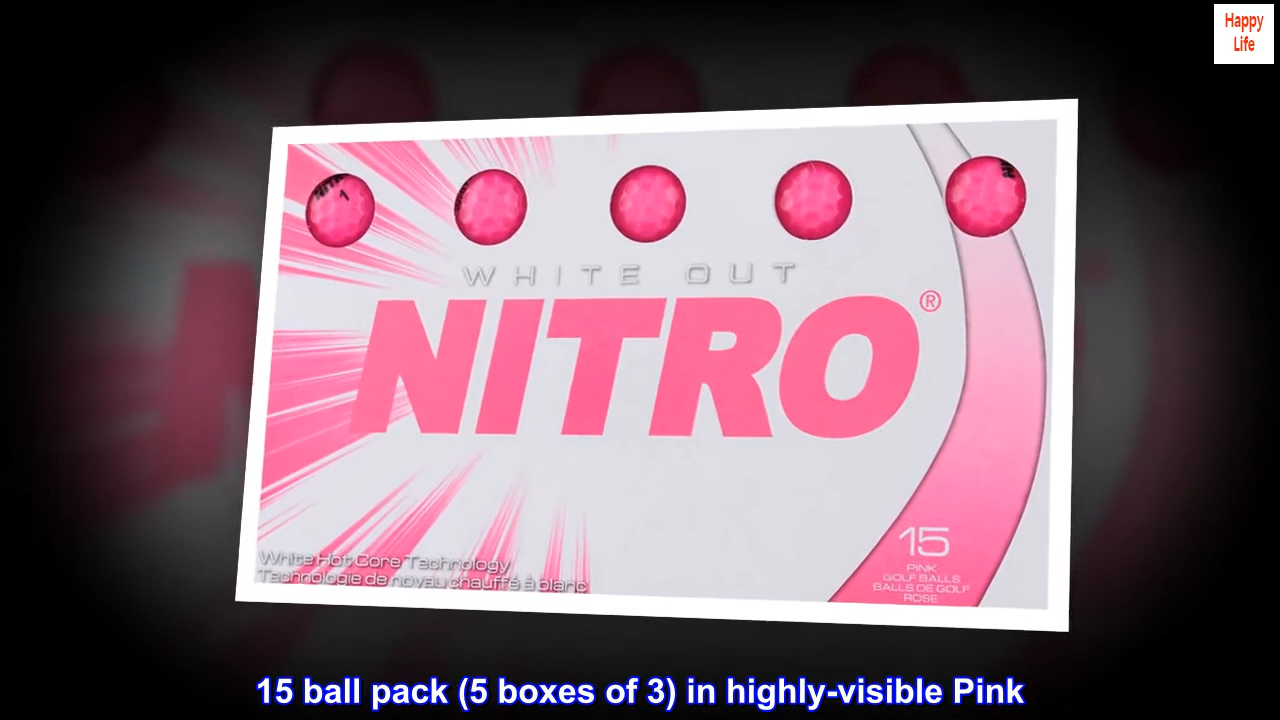 Happy
Life
1
WHITE OUT
NITRO®
15
PINK
GOLF BALLS
BALLS DE GOLF
ROSE
White Hot Core Technology
Technologie de noyau chauffé à blanc
15 ball pack (5 boxes of 3) in highly-visible Pink